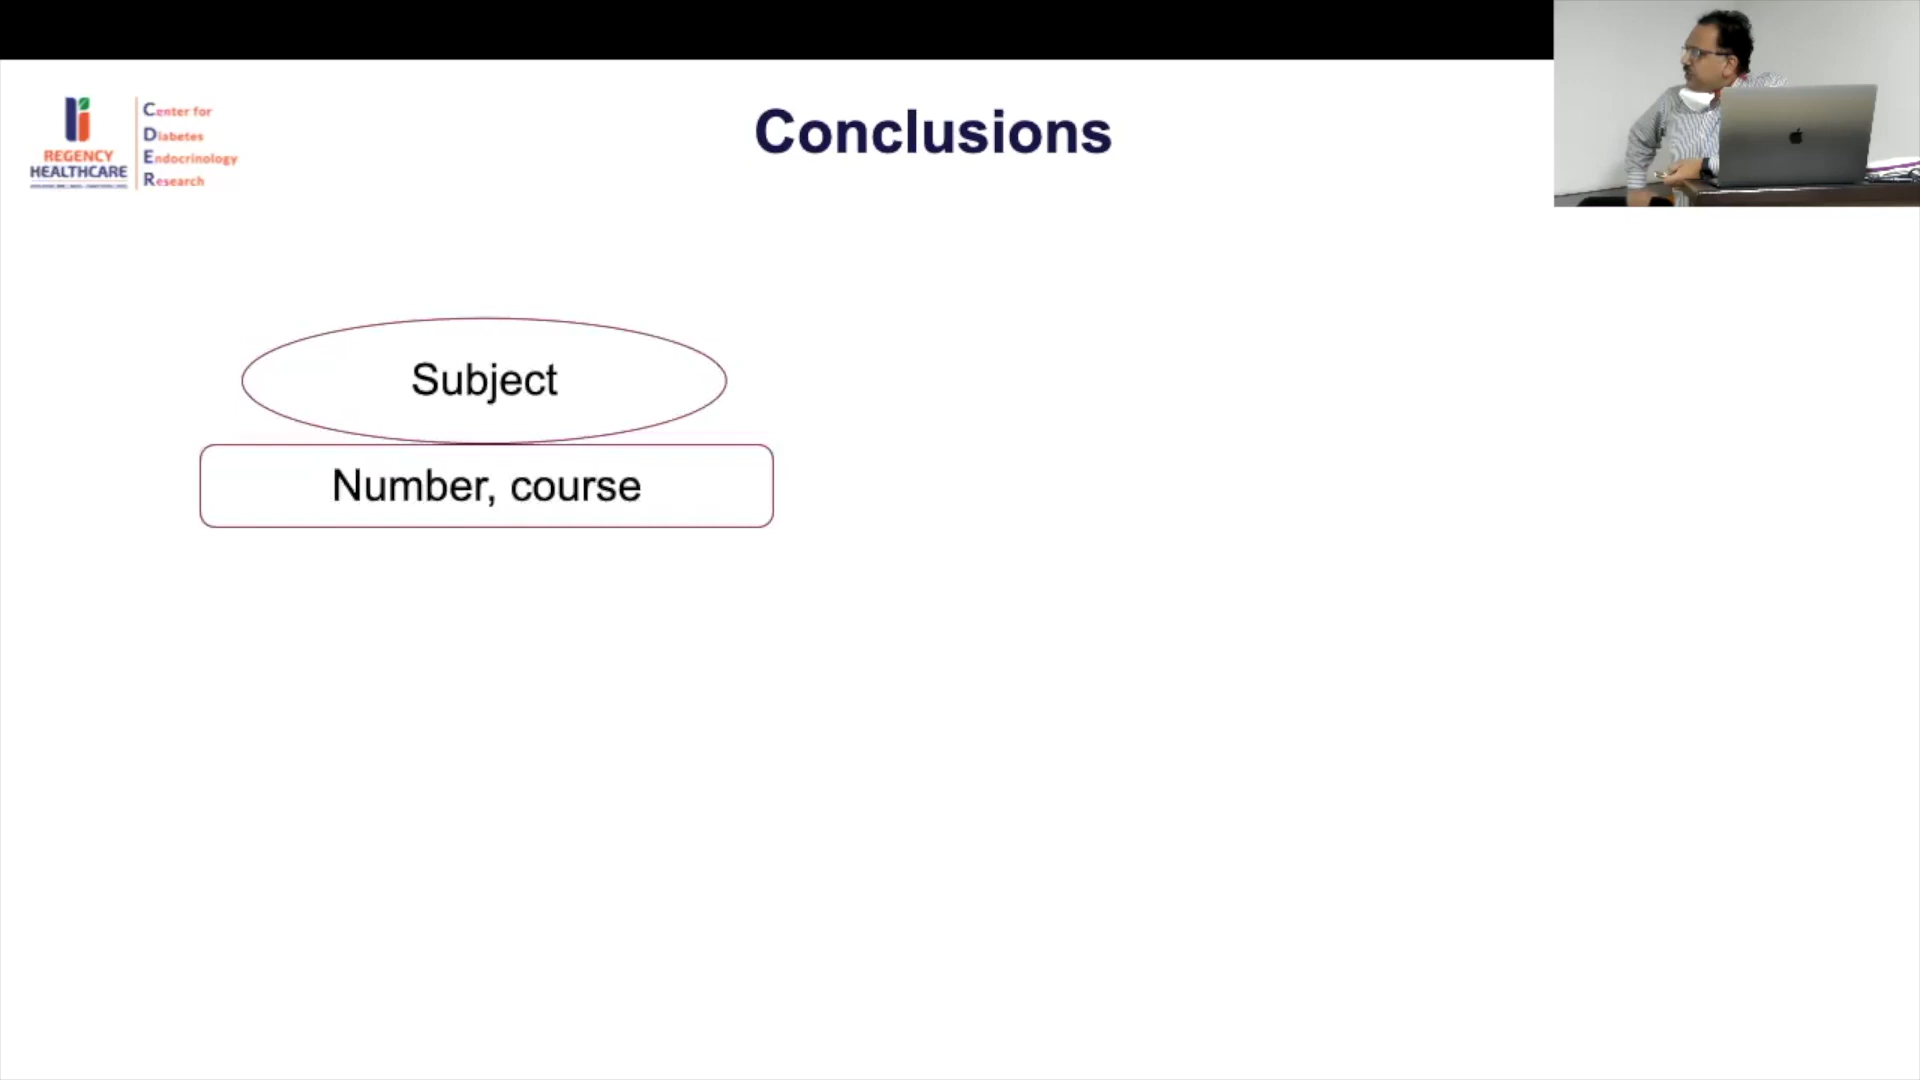 Conclusions
REGENCY
HEALTHCARE
Center for
Diabetes
Endocrinology
Research
Subject
Number, course